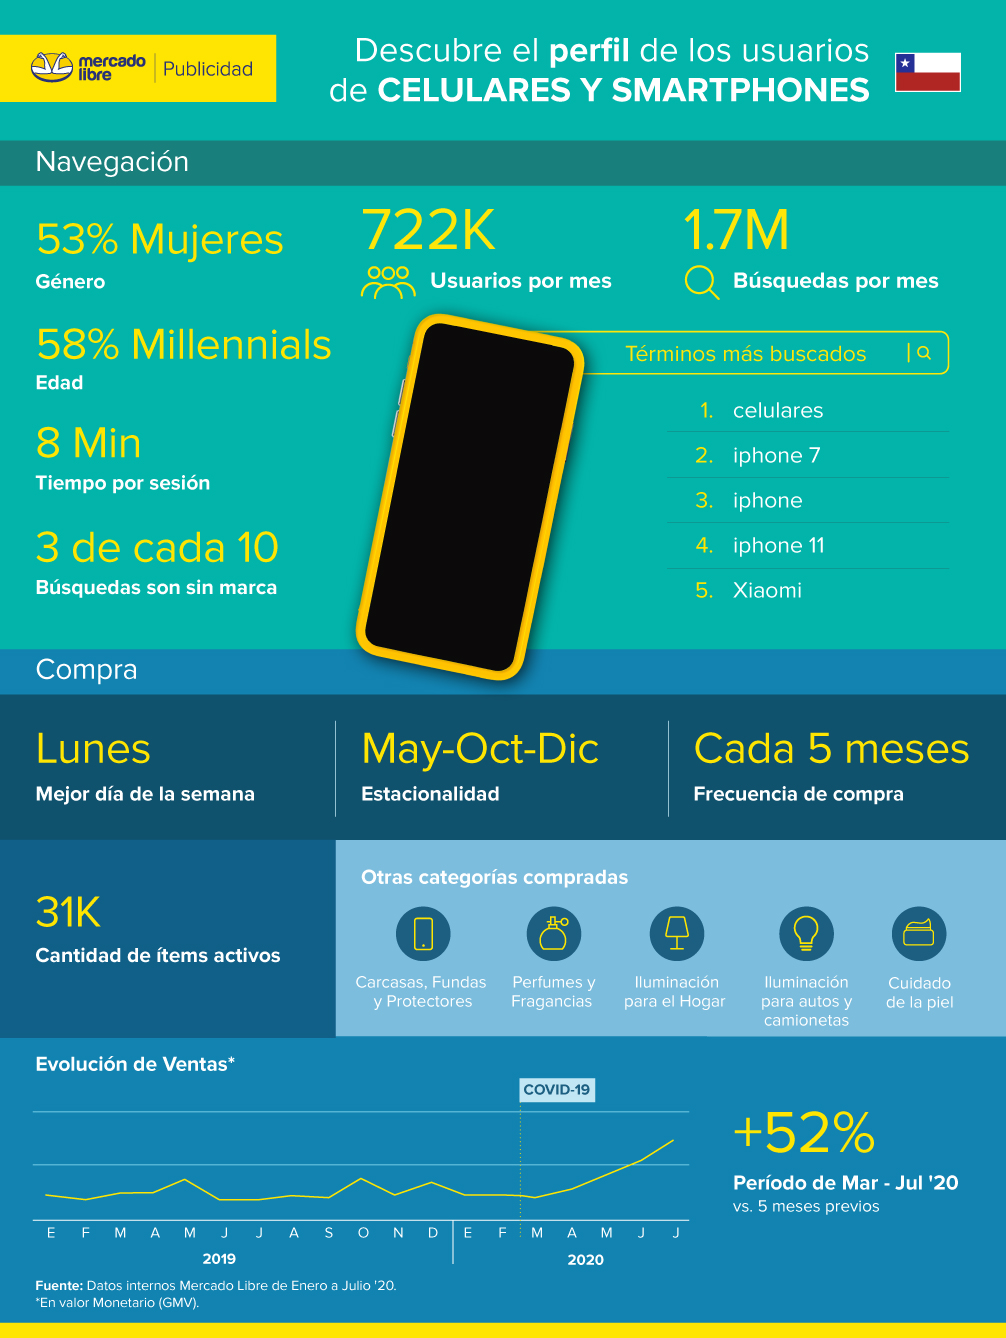 mercado
libre
Publicidad
Descubre el perfil de los usuarios
de CELULARES Y SMARTPHONES
Navegación
53% Mujeres
Género
722K
Usuarios por mes
1.7M
Búsquedas por mes
58% Millennials
Edad
8 Min
Tiempo por sesión
3 de cada 10
Búsquedas son sin marca
Términos más buscados
1. celulares
2. iphone 7
3. iphone
4. iphone 11
5. Xiaomi
Compra
Lunes
Mejor día de la semana
May-Oct-Dic
Estacionalidad
Cada 5 meses
Frecuencia de compra
31K
Cantidad de ítems activos
Otras categorías compradas
Carcasas, Fundas
y Protectores
Perfumes y
Fragancias
Iluminación
para el Hogar
Iluminación
para autos y
camionetas
Cuidado
de la piel
Evolución de Ventas*
COVID-19
E F M A M J J A S O N D E F M A M J J
2019 2020
+52%
Período de Mar - Jul '20
vs. 5 meses previos
Fuente: Datos internos Mercado Libre de Enero a Julio '20.
*En valor Monetario (GMV).